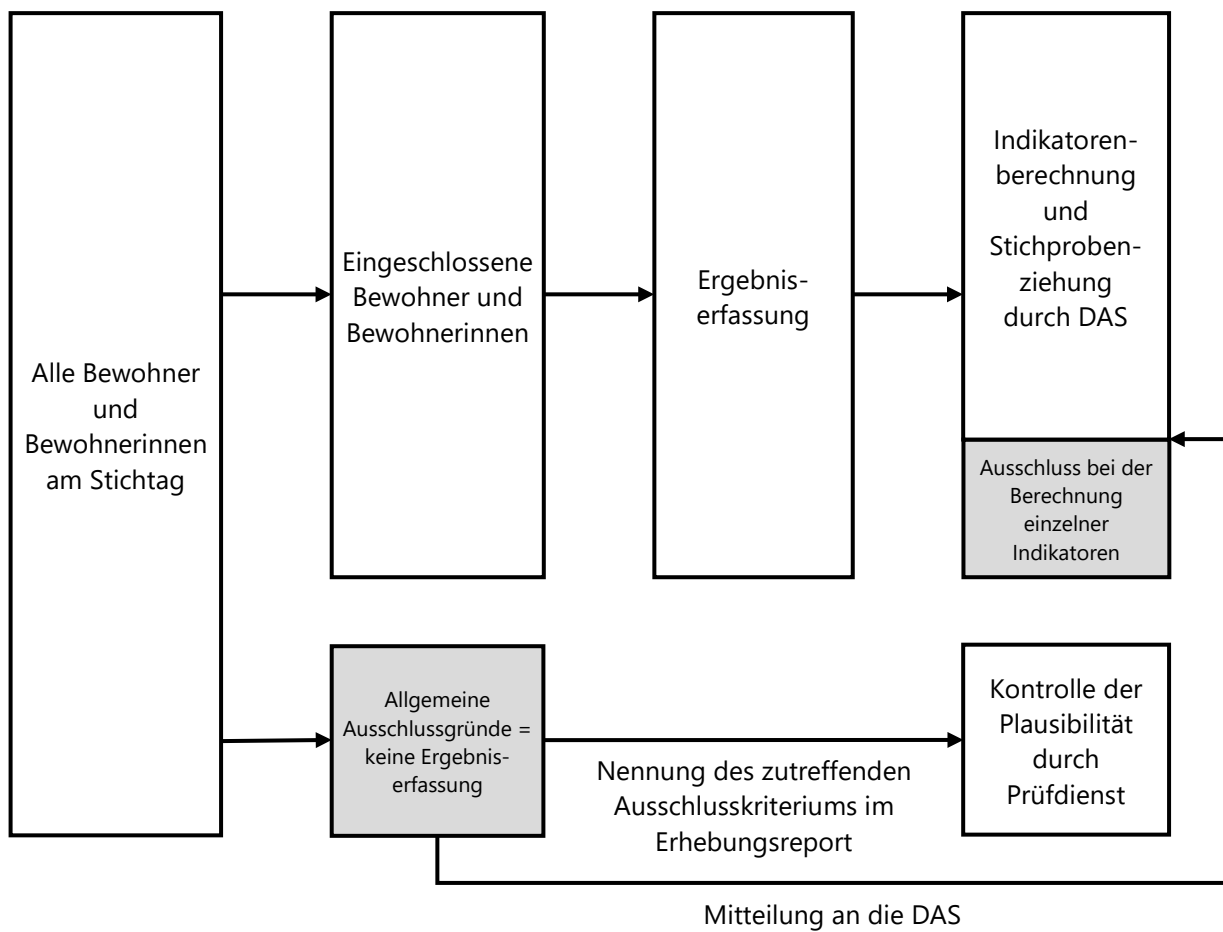 Alle Bewohner
und
Bewohnerinnen
am Stichtag
Eingeschlossene
Bewohner und
Bewohnerinnen
Ergebnis-
erfassung
Indikatoren-
berechnung
und
Stichproben-
ziehung
durch DAS
Ausschluss bei der
Berechnung
einzelner
Indikatoren
Allgemeine
Ausschlussgründe =
keine Ergebnis-
erfassung
Nennung des zutreffenden
Ausschlusskriteriums im
Erhebungsreport
Kontrolle der
Plausibilität
durch
Prüfdienst
Mitteilung an die DAS